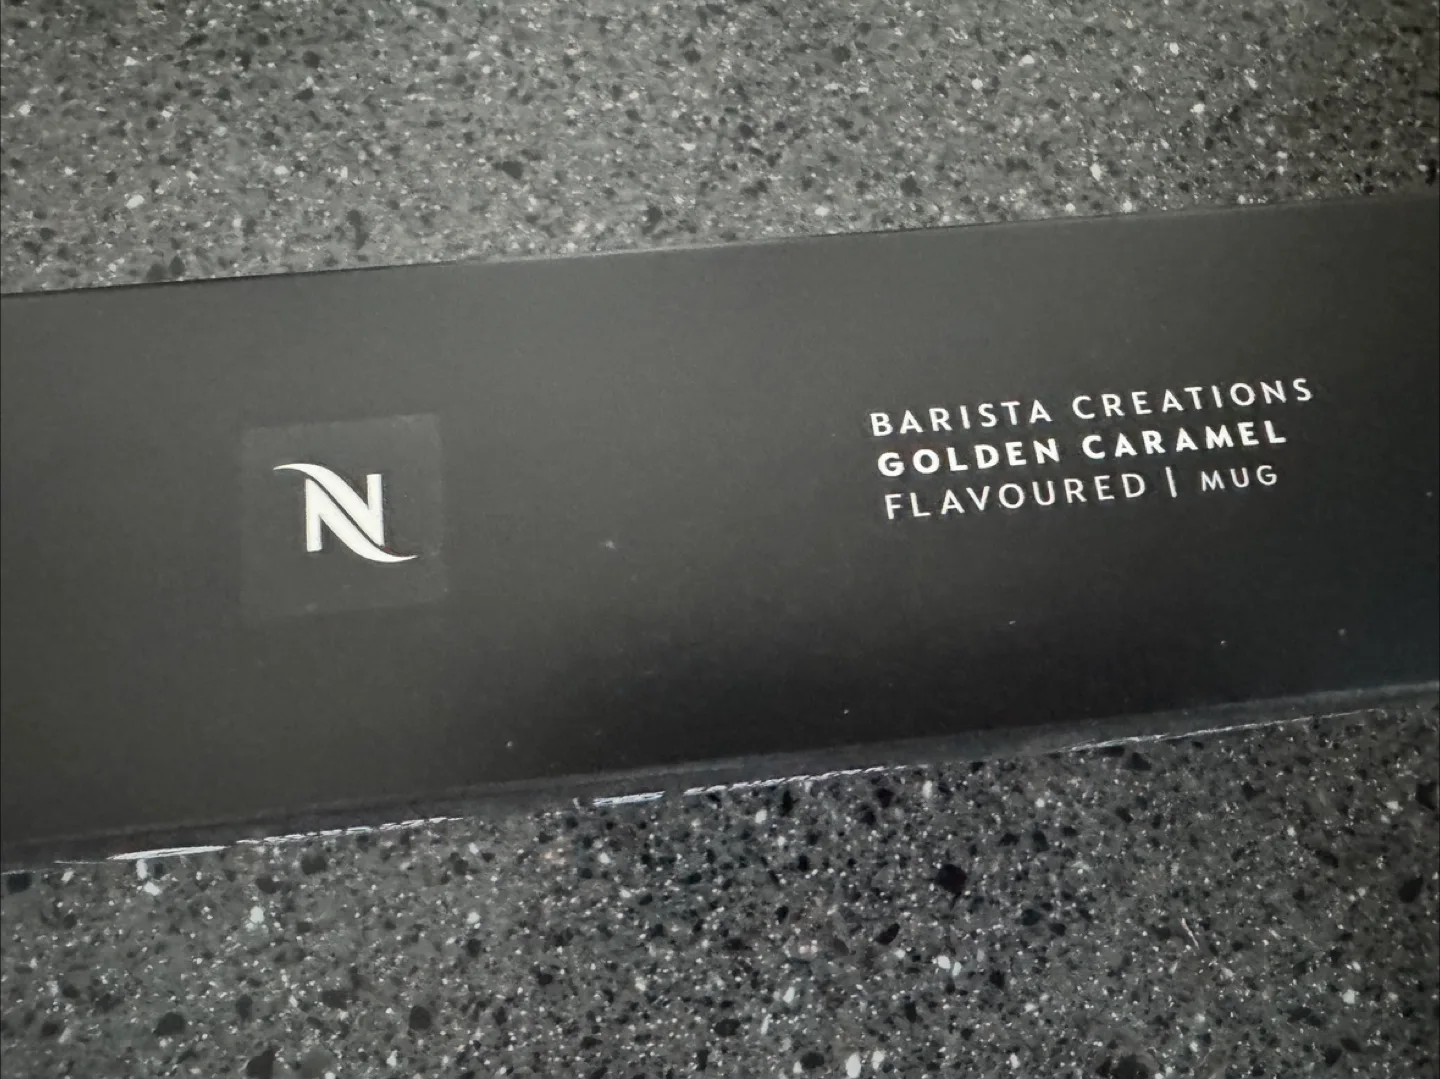 N
BARISTA CREATIONS
GOLDEN CARAMEL
FLAVOURED | MUG